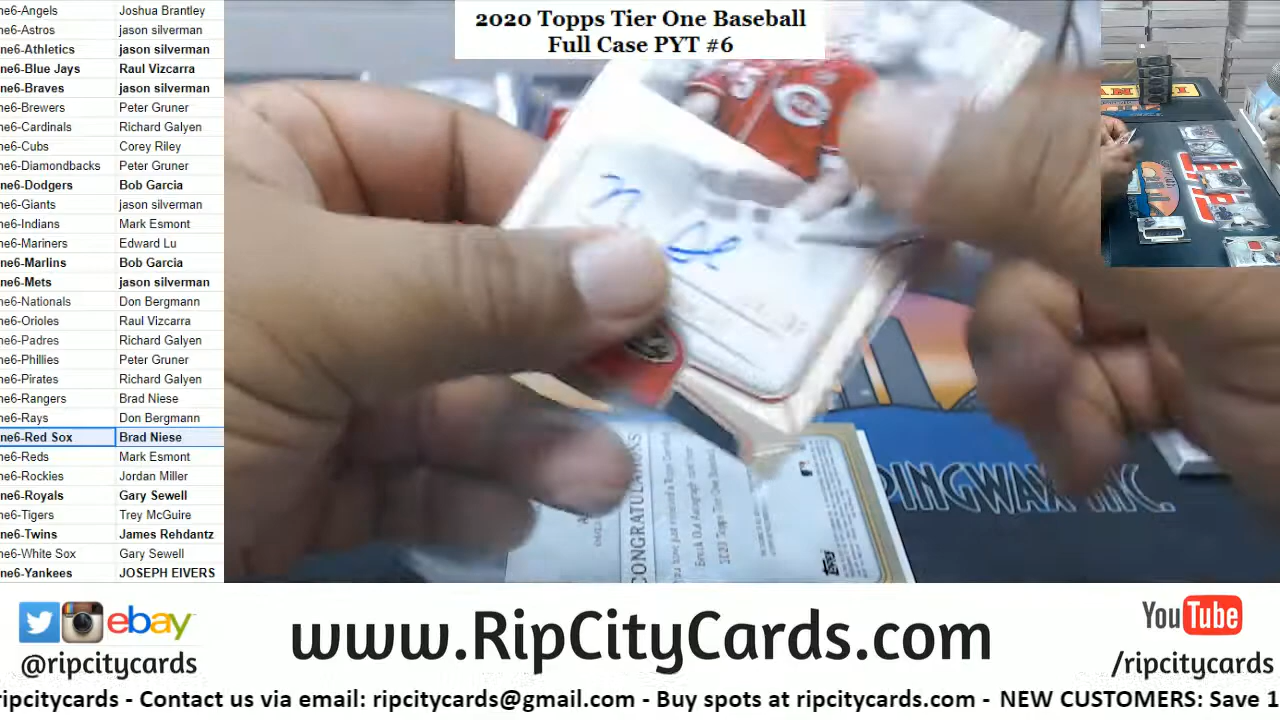 2020 Topps Tier One Baseball
Full Case PYT #6
ne6-Angels Joshua Brantley
ne6-Astros jason silverman
ne6-Athletics jason silverman
ne6-Blue Jays Raul Vizcarra
ne6-Braves jason silverman
ne6-Brewers Peter Gruner
ne6-Cardinals Richard Galyen
ne6-Cubs Corey Riley
ne6-Diamondbacks Peter Gruner
ne6-Dodgers Bob Garcia
ne6-Giants jason silverman
ne6-Indians Mark Esmont
ne6-Mariners Edward Lu
ne6-Marlins Bob Garcia
ne6-Mets jason silverman
ne6-Nationals Don Bergmann
ne6-Orioles Raul Vizcarra
ne6-Padres Richard Galyen
ne6-Phillies Peter Gruner
ne6-Pirates Richard Galyen
ne6-Rangers Brad Niese
ne6-Rays Don Bergmann
ne6-Red Sox Brad Niese
ne6-Reds Mark Esmont
ne6-Rockies Jordan Miller
ne6-Royals Gary Sewell
ne6-Tigers Trey McGuire
ne6-Twins James Rehdantz
ne6-White Sox Gary Sewell
ne6-Yankees JOSEPH EIVERS
CONGRATULATIONS
Topps
PINGWAX INC.
ebay
@ripcitycards
www.RipCityCards.com
YouTube
/ripcitycards
ripcitycards - Contact us via email: ripcitycards@gmail.com - Buy spots at ripcitycards.com - NEW CUSTOMERS: Save 1